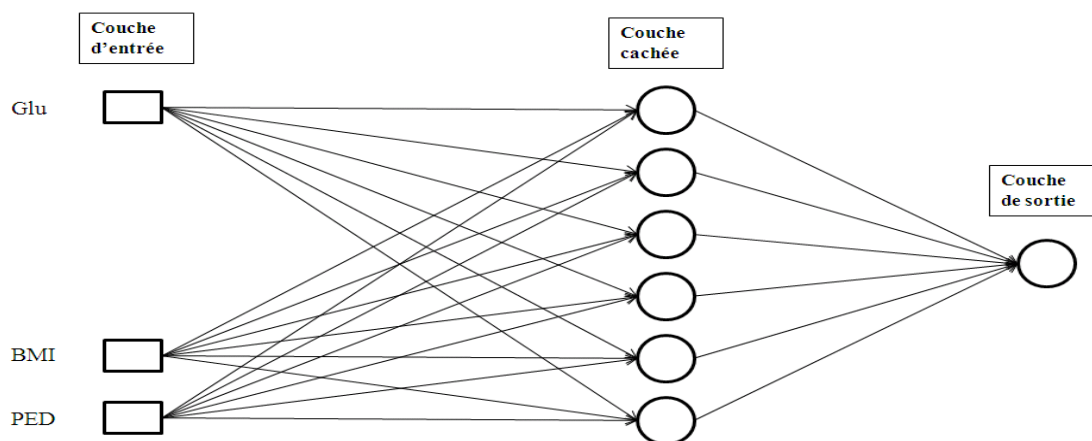 Couche
d'entrée
Couche
cachée
Glu
Couche
de sortie
BMI
PED